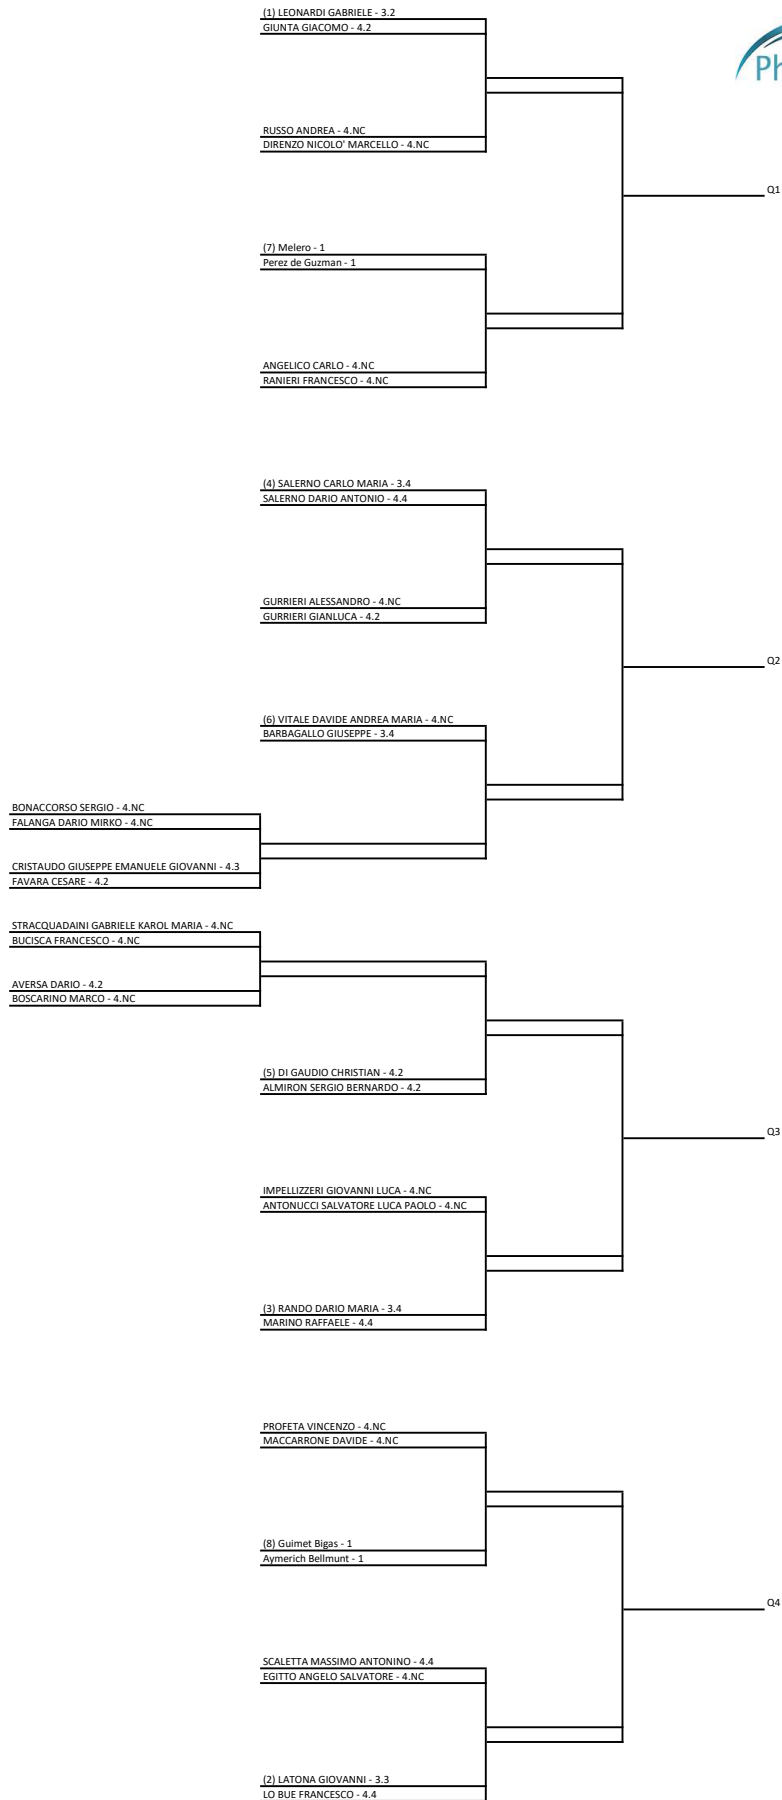 (1) LEONARDI GABRIELE - 3.2
GIUNTA GIACOMO - 4.2
Ph
RUSSO ANDREA - 4.NC
DIRENZO NICOLO' MARCELLO - 4.NC
Q1
(7) Melero - 1
Perez de Guzman - 1
ANGELICO CARLO - 4.NC
RANIERI FRANCESCO - 4.NC
(4) SALERNO CARLO MARIA - 3.4
SALERNO DARIO ANTONIO - 4.4
GURRIERI ALESSANDRO - 4.NC
GURRIERI GIANLUCA - 4.2
Q2
(6) VITALE DAVIDE ANDREA MARIA - 4.NC
BARBAGALLO GIUSEPPE - 3.4
BONACCORSO SERGIO - 4.NC
FALANGA DARIO MIRKO - 4.NC
CRISTAUDO GIUSEPPE EMANUELE GIOVANNI - 4.3
FAVARA CESARE - 4.2
STRACQUADAINI GABRIELE KAROL MARIA - 4.NC
BUCISCA FRANCESCO - 4.NC
AVERSA DARIO - 4.2
BOSCARINO MARCO - 4.NC
(5) DI GAUDIO CHRISTIAN - 4.2
ALMIRON SERGIO BERNARDO - 4.2
Q3
IMPELLIZZERI GIOVANNI LUCA - 4.NC
ANTONUCCI SALVATORE LUCA PAOLO - 4.NC
(3) RANDO DARIO MARIA - 3.4
MARINO RAFFAELE - 4.4
PROFETA VINCENZO - 4.NC
MACCARRONE DAVIDE - 4.NC
(8) Guimet Bigas - 1
Aymerich Bellmunt - 1
Q4
SCALETTA MASSIMO ANTONINO - 4.4
EGITTO ANGELO SALVATORE - 4.NC
(2) LATONA GIOVANNI - 3.3
LO BUE FRANCESCO - 4.4